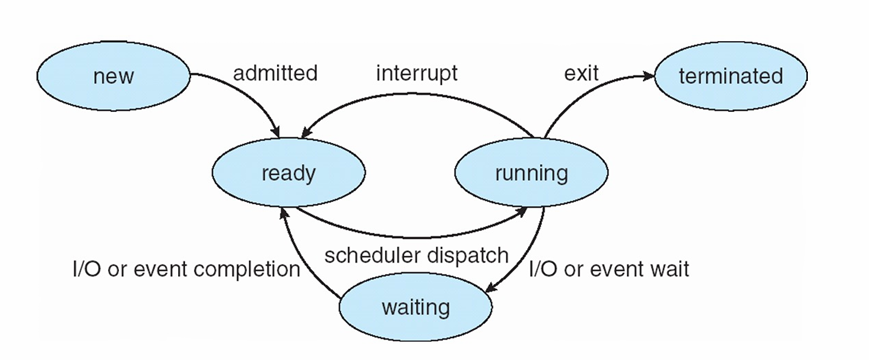 new
admitted
interrupt
exit
terminated
ready
running
scheduler dispatch
I/O or event completion
I/O or event wait
waiting